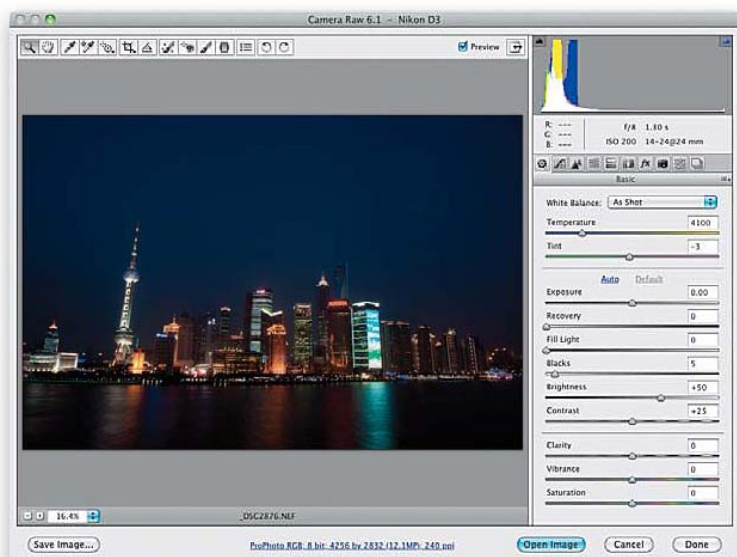 Camera Raw 6.1 – Nikon D3
Preview
R: ---
G: ---
B: ---
f/8 1.30 s
ISO 200 14-24@24 mm
Basic
White Balance: As Shot
Temperature 4100
Tint -3
Auto Default
Exposure 0.00
Recovery 0
Fill Light 0
Blacks 5
Brightness +50
Contrast +25
Clarity 0
Vibrance 0
Saturation 0
16.4%
_DSC2876.NEF
Save Image...
ProPhoto RGB; 8 bit; 4256 by 2832 (12.1MP); 240 ppi
Open Image
Cancel
Done